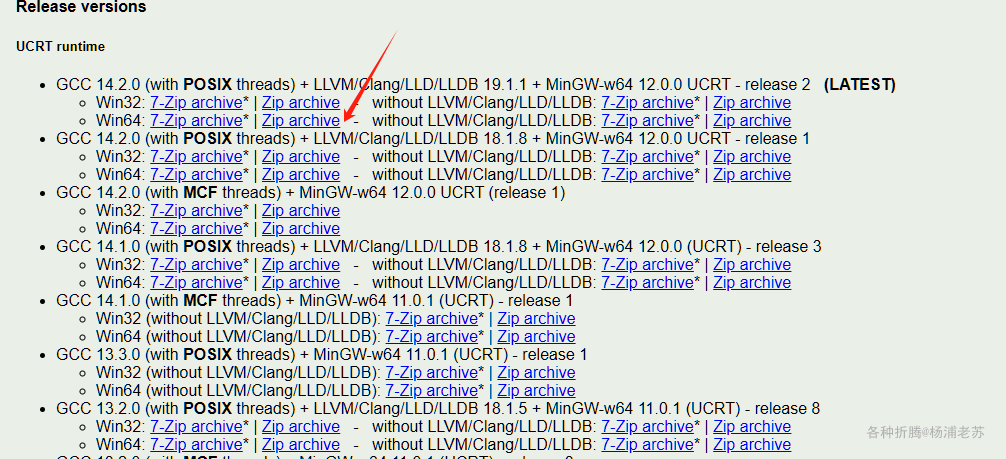 Release versions
UCRT runtime
GCC 14.2.0 (with POSIX threads) + LLVM/Clang/LLD/LLDB 19.1.1 + MinGW-w64 12.0.0 UCRT - release 2 (LATEST)
Win32: 7-Zip archive* | Zip archive - without LLVM/Clang/LLD/LLDB: 7-Zip archive* | Zip archive
Win64: 7-Zip archive* | Zip archive - without LLVM/Clang/LLD/LLDB: 7-Zip archive* | Zip archive
GCC 14.2.0 (with POSIX threads) + LLVM/Clang/LLD/LLDB 18.1.8 + MinGW-w64 12.0.0 UCRT - release 1
Win32: 7-Zip archive* | Zip archive - without LLVM/Clang/LLD/LLDB: 7-Zip archive* | Zip archive
Win64: 7-Zip archive* | Zip archive - without LLVM/Clang/LLD/LLDB: 7-Zip archive* | Zip archive
GCC 14.2.0 (with MCF threads) + MinGW-w64 12.0.0 UCRT (release 1)
Win32: 7-Zip archive* | Zip archive
Win64: 7-Zip archive* | Zip archive
GCC 14.1.0 (with POSIX threads) + LLVM/Clang/LLD/LLDB 18.1.8 + MinGW-w64 12.0.0 (UCRT) - release 3
Win32: 7-Zip archive* | Zip archive - without LLVM/Clang/LLD/LLDB: 7-Zip archive* | Zip archive
Win64: 7-Zip archive* | Zip archive - without LLVM/Clang/LLD/LLDB: 7-Zip archive* | Zip archive
GCC 14.1.0 (with MCF threads) + MinGW-w64 11.0.1 (UCRT) - release 1
Win32 (without LLVM/Clang/LLD/LLDB): 7-Zip archive* | Zip archive
Win64 (without LLVM/Clang/LLD/LLDB): 7-Zip archive* | Zip archive
GCC 13.3.0 (with POSIX threads) + MinGW-w64 11.0.1 (UCRT) - release 1
Win32 (without LLVM/Clang/LLD/LLDB): 7-Zip archive* | Zip archive
Win64 (without LLVM/Clang/LLD/LLDB): 7-Zip archive* | Zip archive
GCC 13.2.0 (with POSIX threads) + LLVM/Clang/LLD/LLDB 18.1.5 + MinGW-w64 11.0.1 (UCRT) - release 8
Win32: 7-Zip archive* | Zip archive - without LLVM/Clang/LLD/LLDB: 7-Zip archive* | Zip archive
Win64: 7-Zip archive* | Zip archive - without LLVM/Clang/LLD/LLDB: 7-Zip archive* | Zip archive
各种折腾@杨浦老苏